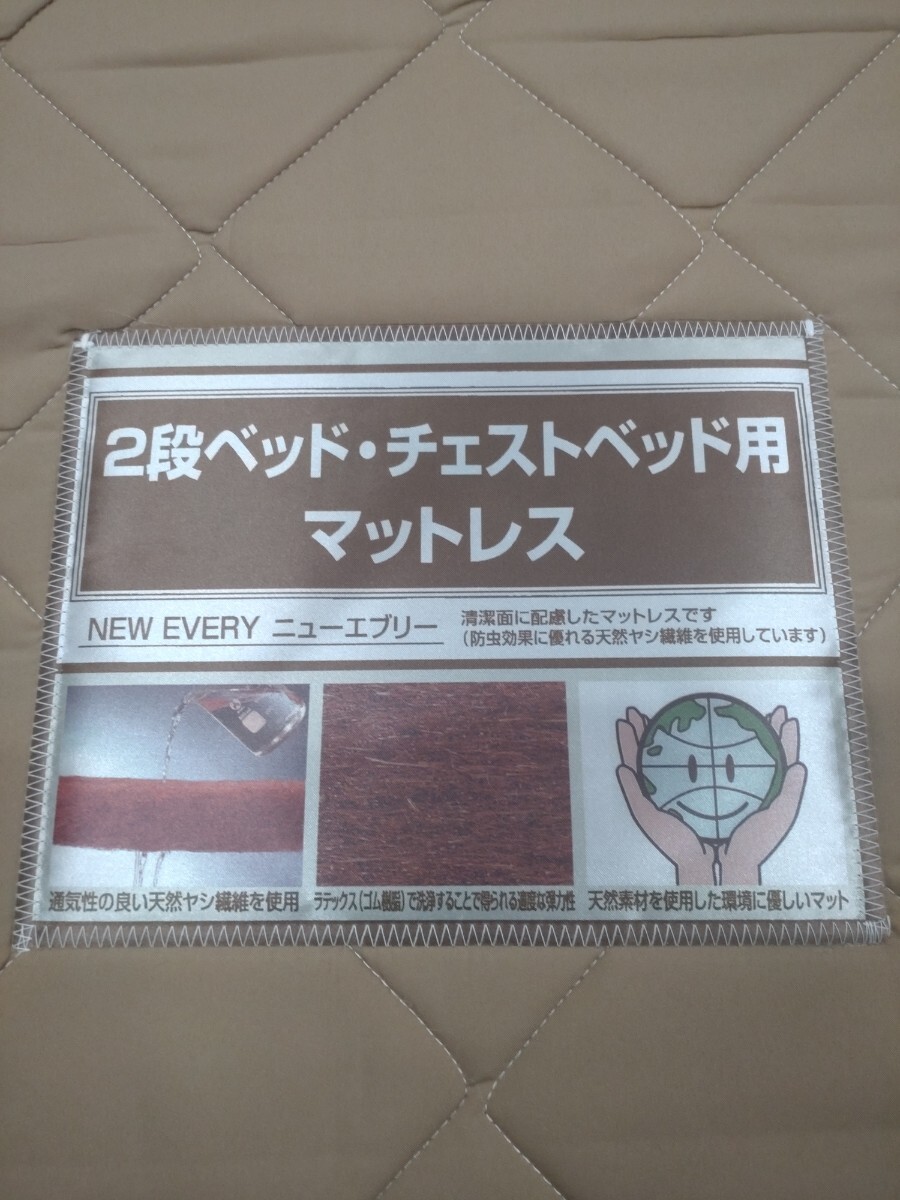 2段ベッド・チェストベッド用
マットレス
NEW EVERY ニューエブリー
清潔面に配慮したマットレスです
(防虫効果に優れる天然ヤシ繊維を使用しています)
通気性の良い天然ヤシ繊維を使用
ラテックス(ゴム樹脂)で洗浄することで得られる適度な弾力性
天然素材を使用した環境に優しいマット